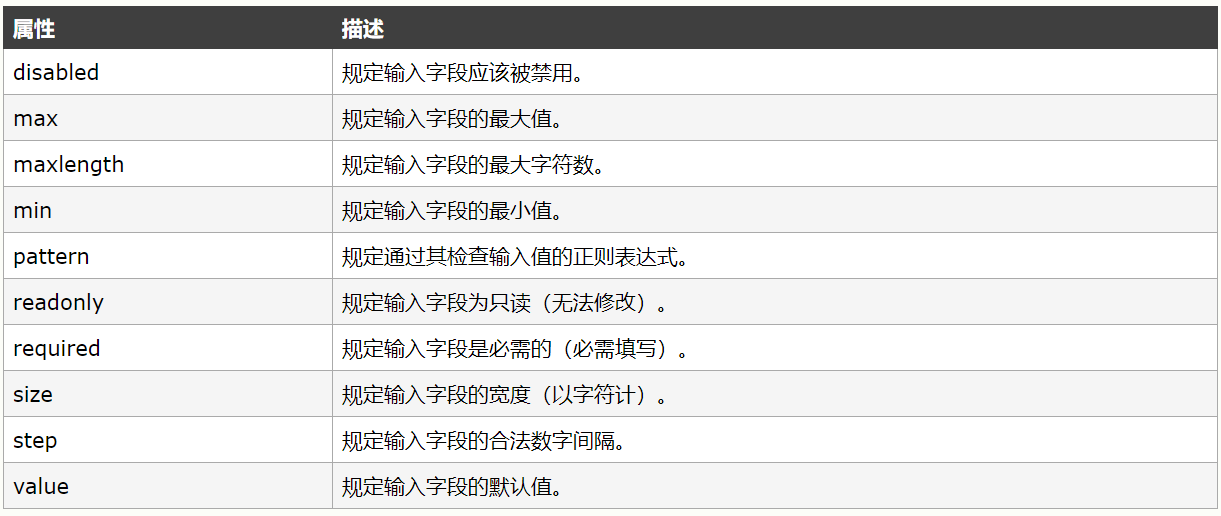 属性 描述
disabled 规定输入字段应该被禁用。
max 规定输入字段的最大值。
maxlength 规定输入字段的最大字符数。
min 规定输入字段的最小值。
pattern 规定通过其检查输入值的正则表达式。
readonly 规定输入字段为只读（无法修改）。
required 规定输入字段是必需的（必需填写）。
size 规定输入字段的宽度（以字符计）。
step 规定输入字段的合法数字间隔。
value 规定输入字段的默认值。